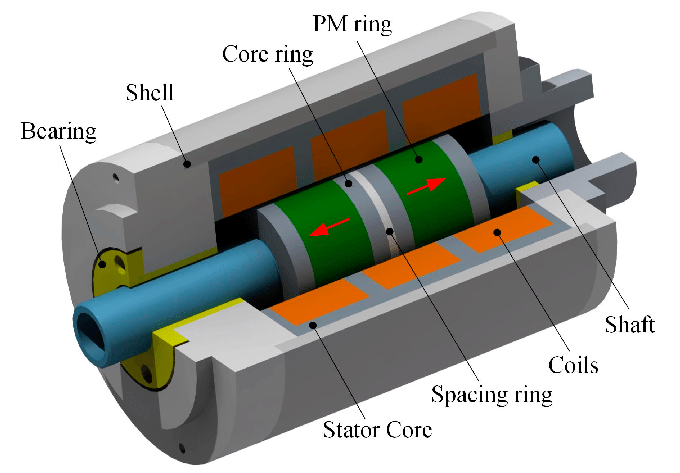 PM ring
Core ring
Shell
Bearing
Shaft
Coils
Spacing ring
Stator Core